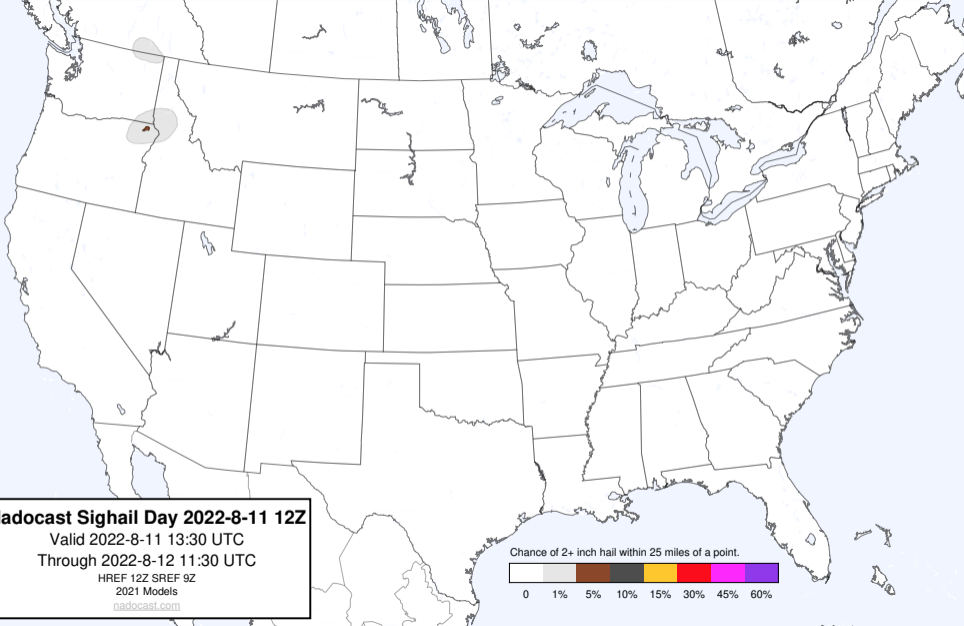 adocast Sighail Day 2022-8-11 12Z
Valid 2022-8-11 13:30 UTC
Through 2022-8-12 11:30 UTC
HREF 12Z SREF 9Z
2021 Models
nadocast.com
Chance of 2+ inch hail within 25 miles of a point.
0 1% 5% 10% 15% 30% 45% 60%